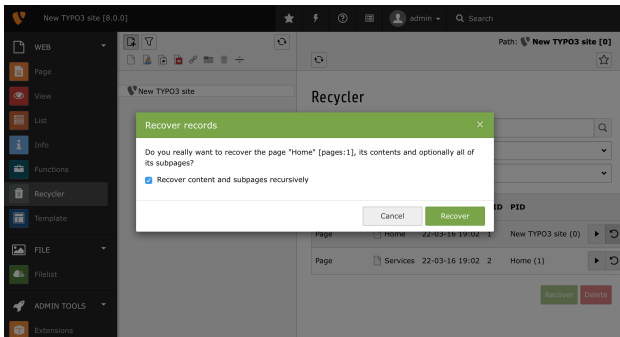 New TYPO3 site [8.0.0]
admin
Search
WEB
Page
View
List
Info
Functions
Recycler
Template
FILE
Filelist
ADMIN TOOLS
Extensions
New TYPO3 site
Path: New TYPO3 site [0]
Recycler
Recover records
×
Do you really want to recover the page "Home" [pages:1], its contents and optionally all of
its subpages?
Recover content and subpages recursively
Cancel Recover
ID PID
Page Home 22-03-16 19:02 1 New TYPO3 site (0)
Page Services 22-03-16 19:02 2 Home (1)
Recover Delete